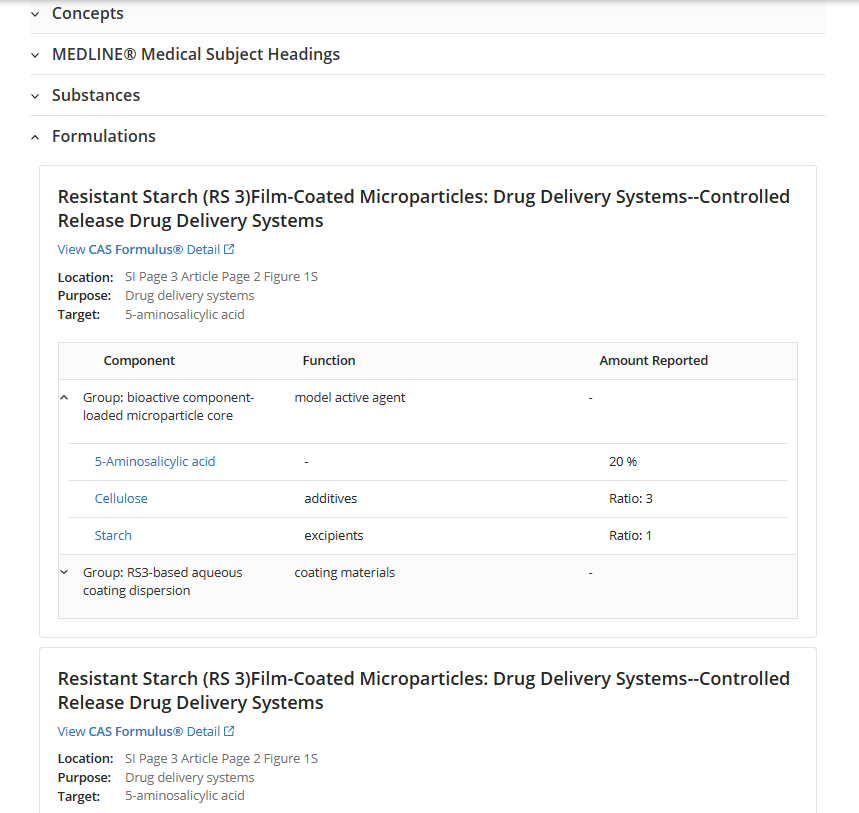 Concepts
MEDLINE® Medical Subject Headings
Substances
Formulations
Resistant Starch (RS 3)Film-Coated Microparticles: Drug Delivery Systems--Controlled
Release Drug Delivery Systems
View CAS Formulus® Detail
Location: SI Page 3 Article Page 2 Figure 1S
Purpose: Drug delivery systems
Target: 5-aminosalicylic acid
Component Function Amount Reported
Group: bioactive component- model active agent -
loaded microparticle core
5-Aminosalicylic acid - 20 %
Cellulose additives Ratio: 3
Starch excipients Ratio: 1
Group: RS3-based aqueous coating materials -
coating dispersion
Resistant Starch (RS 3)Film-Coated Microparticles: Drug Delivery Systems--Controlled
Release Drug Delivery Systems
View CAS Formulus® Detail
Location: SI Page 3 Article Page 2 Figure 1S
Purpose: Drug delivery systems
Target: 5-aminosalicylic acid